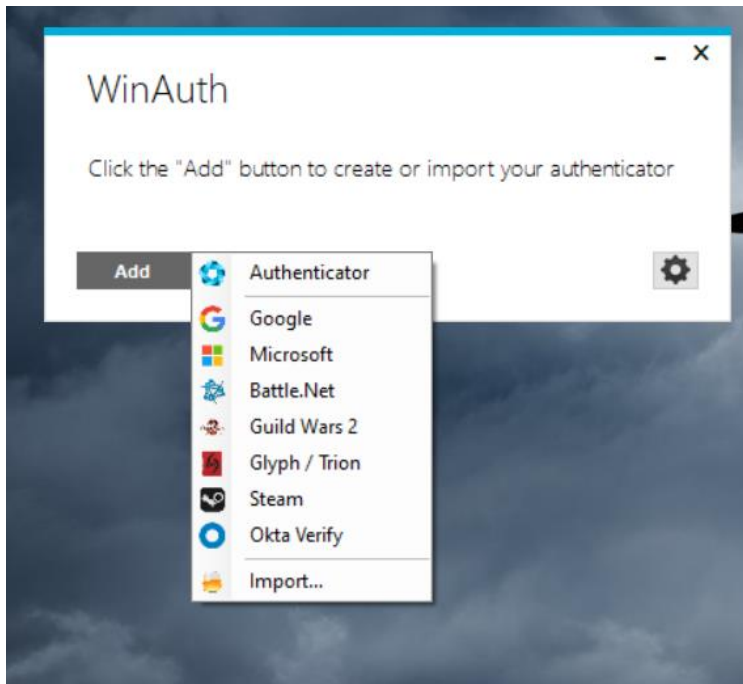 WinAuth
Click the "Add" button to create or import your authenticator
Add
Authenticator
Google
Microsoft
Battle.Net
Guild Wars 2
Glyph / Trion
Steam
Okta Verify
Import...